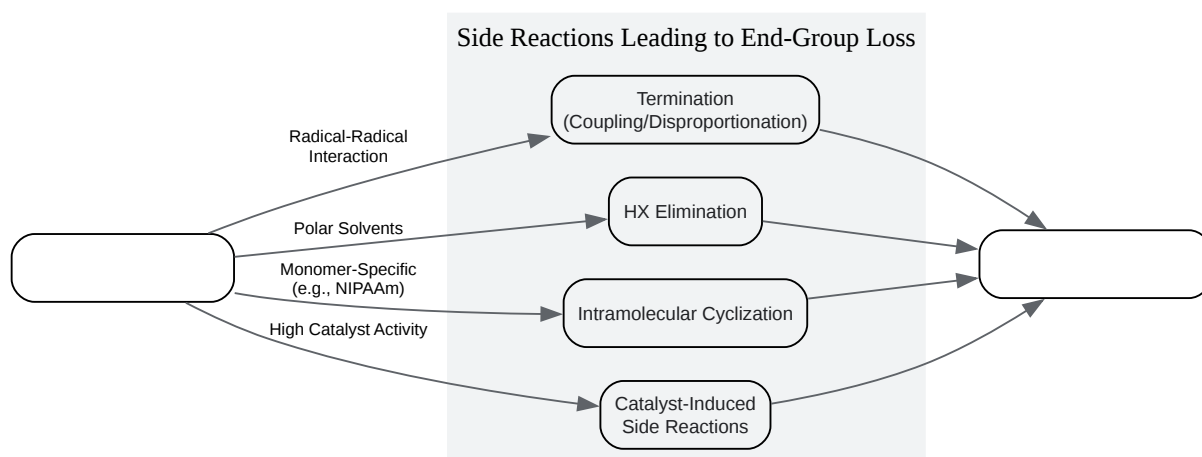 Side Reactions Leading to End-Group Loss
Termination
(Coupling/Disproportionation)
Radical-Radical
Interaction
HX Elimination
Polar Solvents
Monomer-Specific
(e.g., NIPAAm)
Intramolecular Cyclization
High Catalyst Activity
Catalyst-Induced
Side Reactions